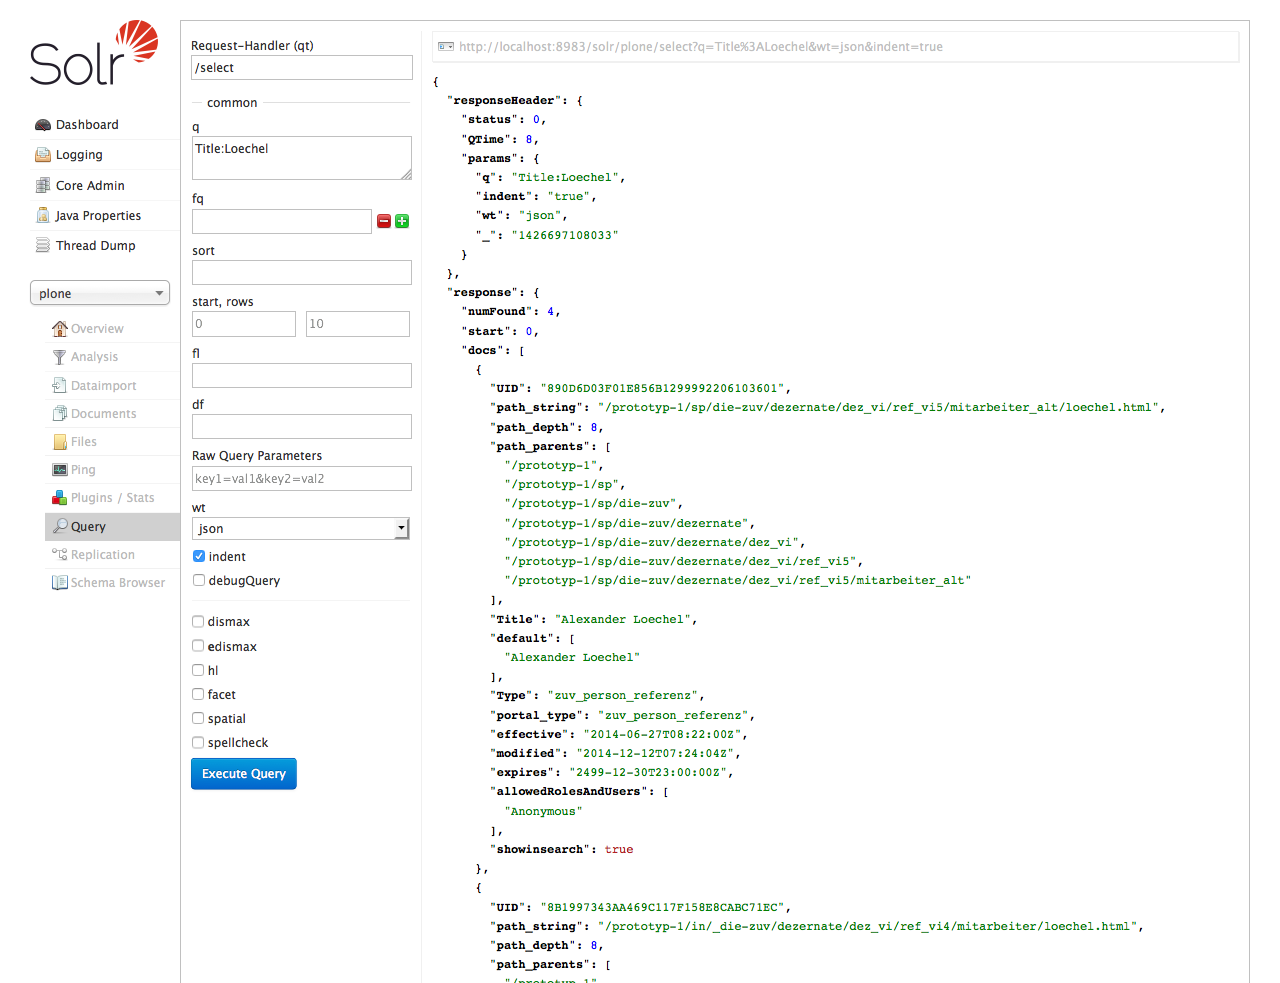 Solr
Dashboard
Logging
Core Admin
Java Properties
Thread Dump
plone
Overview
Analysis
Dataimport
Documents
Files
Ping
Plugins / Stats
Query
Replication
Schema Browser
Request-Handler (qt)
/select
common
q
Title:Loechel
fq
sort
start, rows
0 10
fl
df
Raw Query Parameters
key1=val1&key2=val2
wt
json
indent
debugQuery
dismax
edismax
hl
facet
spatial
spellcheck
Execute Query
http://localhost:8983/solr/plone/select?q=Title%3ALoechel&wt=json&indent=true
{
"responseHeader": {
"status": 0,
"QTime": 8,
"params": {
"q": "Title:Loechel",
"indent": "true",
"wt": "json",
"_": "1426697108033"
}
},
"response": {
"numFound": 4,
"start": 0,
"docs": [
{
"UID": "890D6D03F01E856B1299992206103601",
"path_string": "/prototyp-1/sp/die-zuv/dezernate/dez_vi/ref_vi5/mitarbeiter_alt/loechel.html",
"path_depth": 8,
"path_parents": [
"/prototyp-1",
"/prototyp-1/sp",
"/prototyp-1/sp/die-zuv",
"/prototyp-1/sp/die-zuv/dezernate",
"/prototyp-1/sp/die-zuv/dezernate/dez_vi",
"/prototyp-1/sp/die-zuv/dezernate/dez_vi/ref_vi5",
"/prototyp-1/sp/die-zuv/dezernate/dez_vi/ref_vi5/mitarbeiter_alt"
],
"Title": "Alexander Loechel",
"default": [
"Alexander Loechel"
],
"Type": "zuv_person_referenz",
"portal_type": "zuv_person_referenz",
"effective": "2014-06-27T08:22:00Z",
"modified": "2014-12-12T07:24:04Z",
"expires": "2499-12-30T23:00:00Z",
"allowedRolesAndUsers": [
"Anonymous"
],
"showinsearch": true
},
{
"UID": "8B1997343AA469C117F158E8CABC71EC",
"path_string": "/prototyp-1/in/_die-zuv/dezernate/dez_vi/ref_vi4/mitarbeiter/loechel.html",
"path_depth": 8,
"path_parents": [
"/prototyp-1"